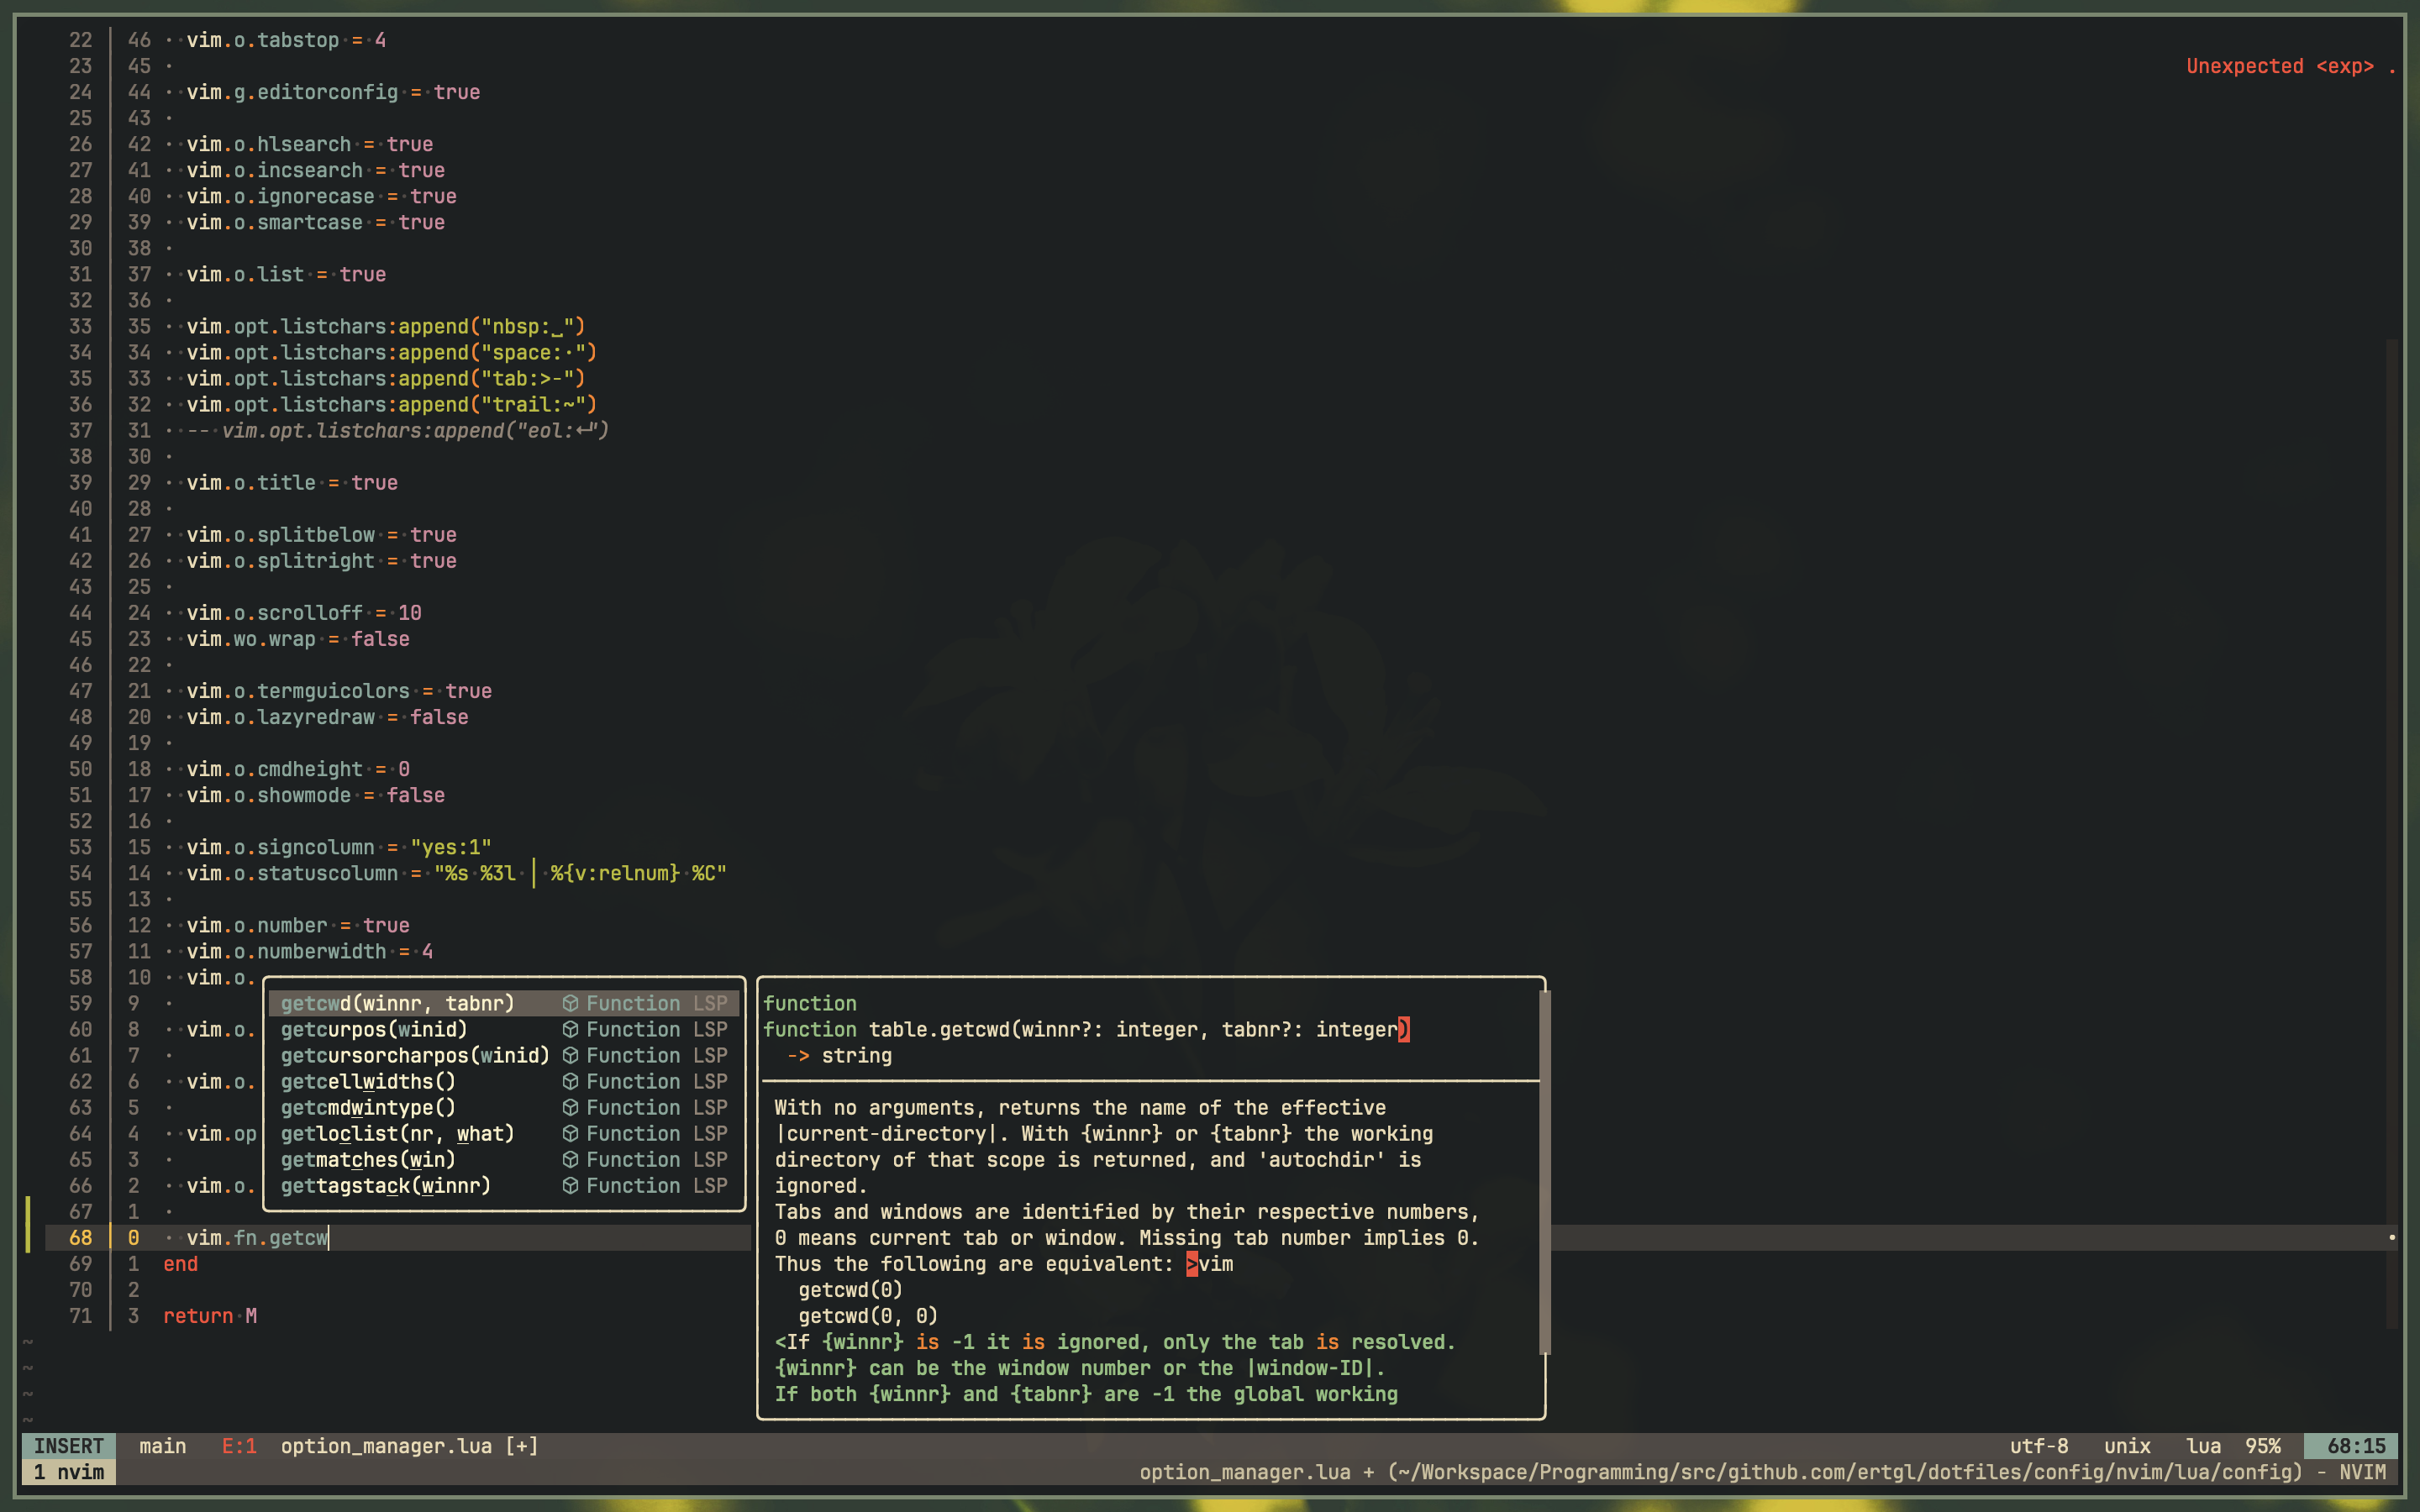 22 │ 46 · · vim.o.tabstop = 4
23 │ 45 ·
Unexpected <exp> .
24 │ 44 · · vim.g.editorconfig = true
25 │ 43 ·
26 │ 42 · · vim.o.hlsearch = true
27 │ 41 · · vim.o.incsearch = true
28 │ 40 · · vim.o.ignorecase = true
29 │ 39 · · vim.o.smartcase = true
30 │ 38 ·
31 │ 37 · · vim.o.list = true
32 │ 36 ·
33 │ 35 · · vim.opt.listchars:append("nbsp:⎵")
34 │ 34 · · vim.opt.listchars:append("space:·")
35 │ 33 · · vim.opt.listchars:append("tab:>-")
36 │ 32 · · vim.opt.listchars:append("trail:~")
37 │ 31 · · -- vim.opt.listchars:append("eol:↵")
38 │ 30 ·
39 │ 29 · · vim.o.title = true
40 │ 28 ·
41 │ 27 · · vim.o.splitbelow = true
42 │ 26 · · vim.o.splitright = true
43 │ 25 ·
44 │ 24 · · vim.o.scrolloff = 10
45 │ 23 · · vim.wo.wrap = false
46 │ 22 ·
47 │ 21 · · vim.o.termguicolors = true
48 │ 20 · · vim.o.lazyredraw = false
49 │ 19 ·
50 │ 18 · · vim.o.cmdheight = 0
51 │ 17 · · vim.o.showmode = false
52 │ 16 ·
53 │ 15 · · vim.o.signcolumn = "yes:1"
54 │ 14 · · vim.o.statuscolumn = "%s %3l │ %{v:relnum} %C"
55 │ 13 ·
56 │ 12 · · vim.o.number = true
57 │ 11 · · vim.o.numberwidth = 4
58 │ 10 · · vim.o.
59 │ 9 ·
60 │ 8 · · vim.o.
61 │ 7 ·
62 │ 6 · · vim.o.
63 │ 5 ·
64 │ 4 · · vim.op
65 │ 3 ·
66 │ 2 · · vim.o.
67 │ 1 ·
68 │ 0 · · vim.fn.getcw
69 │ 1 end
70 │ 2
71 │ 3 return M
~
~
~
~
getcwd(winnr, tabnr) Function LSP
getcurpos(winid) Function LSP
getcursorcharpos(winid) Function LSP
getcellwidths() Function LSP
getcmdwintype() Function LSP
getloclist(nr, what) Function LSP
getmatches(win) Function LSP
gettagstack(winnr) Function LSP
function
function table.getcwd(winnr?: integer, tabnr?: integer)
-> string
With no arguments, returns the name of the effective
|current-directory|. With {winnr} or {tabnr} the working
directory of that scope is returned, and 'autochdir' is
ignored.
Tabs and windows are identified by their respective numbers,
0 means current tab or window. Missing tab number implies 0.
Thus the following are equivalent: >vim
getcwd(0)
getcwd(0, 0)
<If {winnr} is -1 it is ignored, only the tab is resolved.
{winnr} can be the window number or the |window-ID|.
If both {winnr} and {tabnr} are -1 the global working
INSERT main E:1 option_manager.lua [+] utf-8 unix lua 95% 68:15
1 nvim option_manager.lua + (~/Workspace/Programming/src/github.com/ertgl/dotfiles/config/nvim/lua/config) - NVIM